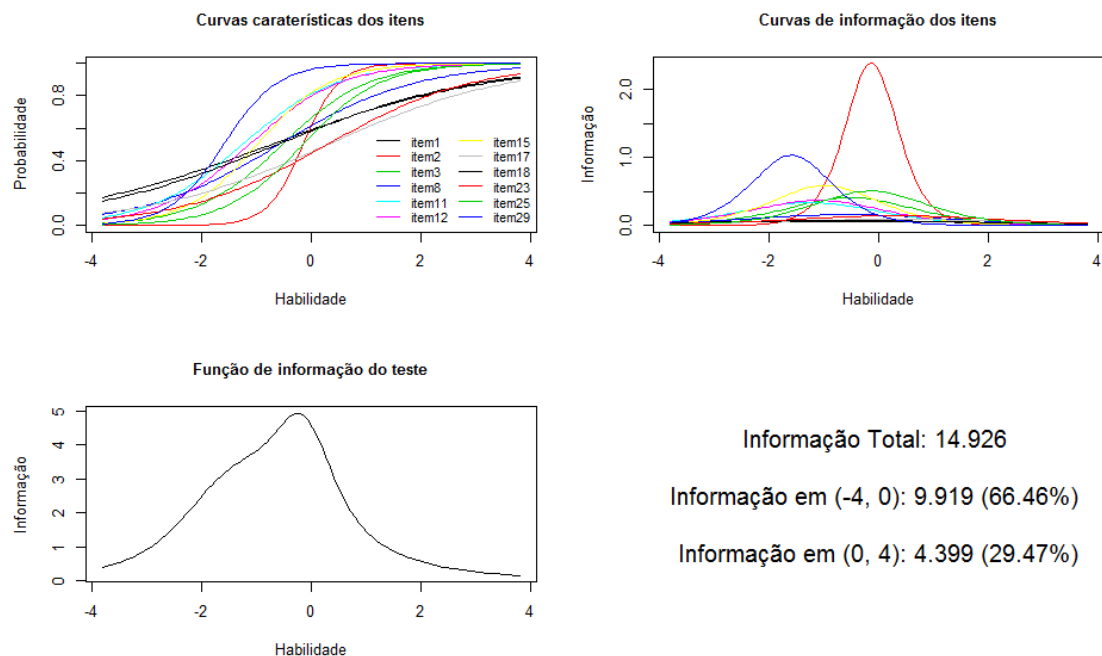 Curvas caraterísticas dos itens
Probabilidade
0.0 0.4 0.8
item1 item15
item2 item17
item3 item18
item8 item23
item11 item25
item12 item29
-4 -2 0 2 4
Habilidade
Curvas de informação dos itens
Informação
0.0 1.0 2.0
-4 -2 0 2 4
Habilidade
Função de informação do teste
Informação
0 1 2 3 4 5
-4 -2 0 2 4
Habilidade
Informação Total: 14.926
Informação em (-4, 0): 9.919 (66.46%)
Informação em (0, 4): 4.399 (29.47%)